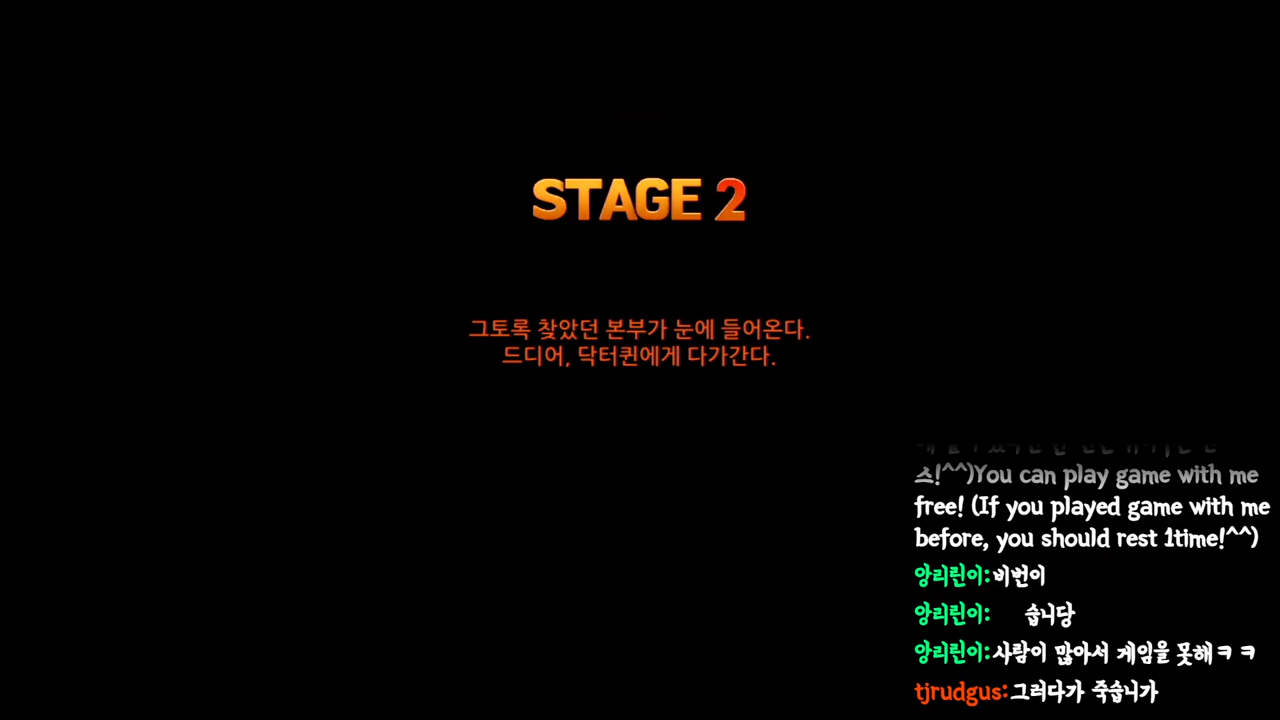 STAGE 2
그토록 찾았던 본부가 눈에 들어온다.
드디어, 닥터퀸에게 다가간다.
스!^^)You can play game with me
free! (If you played game with me
before, you should rest 1time!^^)
앙리린이:비번이
앙리린이: 습니당
앙리린이:사람이 많아서 게임을 못해ㅋㅋ
tjrudgus:그러다가 죽습니가